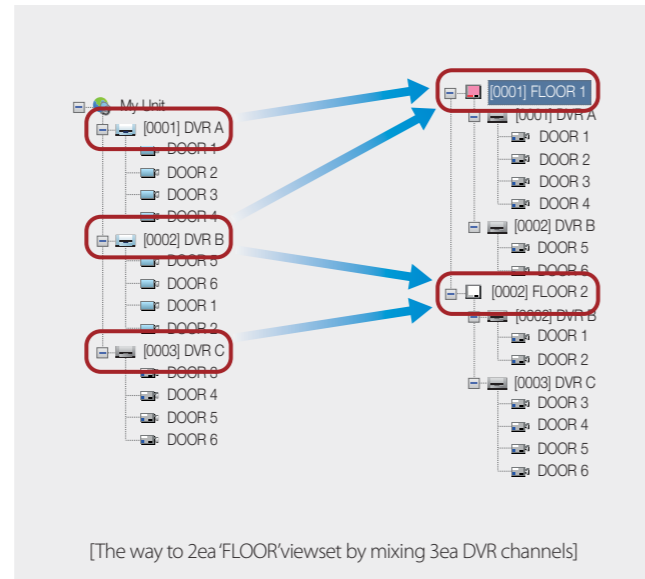 My Unit
[0001] DVR A
DOOR 1
DOOR 2
DOOR 3
DOOR 4
[0002] DVR B
DOOR 5
DOOR 6
DOOR 1
DOOR 2
[0003] DVR C
DOOR 3
DOOR 4
DOOR 5
DOOR 6
[0001] FLOOR 1
[0001] DVR A
DOOR 1
DOOR 2
DOOR 3
DOOR 4
[0002] DVR B
DOOR 5
DOOR 6
[0002] FLOOR 2
[0002] DVR B
DOOR 1
DOOR 2
[0003] DVR C
DOOR 3
DOOR 4
DOOR 5
DOOR 6
[The way to 2ea ‘FLOOR’viewset by mixing 3ea DVR channels]